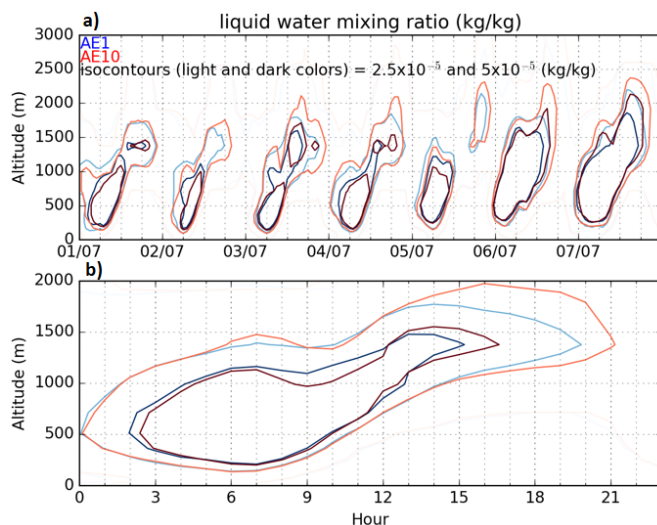 a) liquid water mixing ratio (kg/kg)
AE1
AE10
isocontours (light and dark colors) = 2.5x10⁻⁵ and 5x10⁻⁵ (kg/kg)
Altitude (m)
3000
2500
2000
1500
1000
500
0
01/07 02/07 03/07 04/07 05/07 06/07 07/07
b)
Altitude (m)
2000
1500
1000
500
0
0 3 6 9 12 15 18 21
Hour